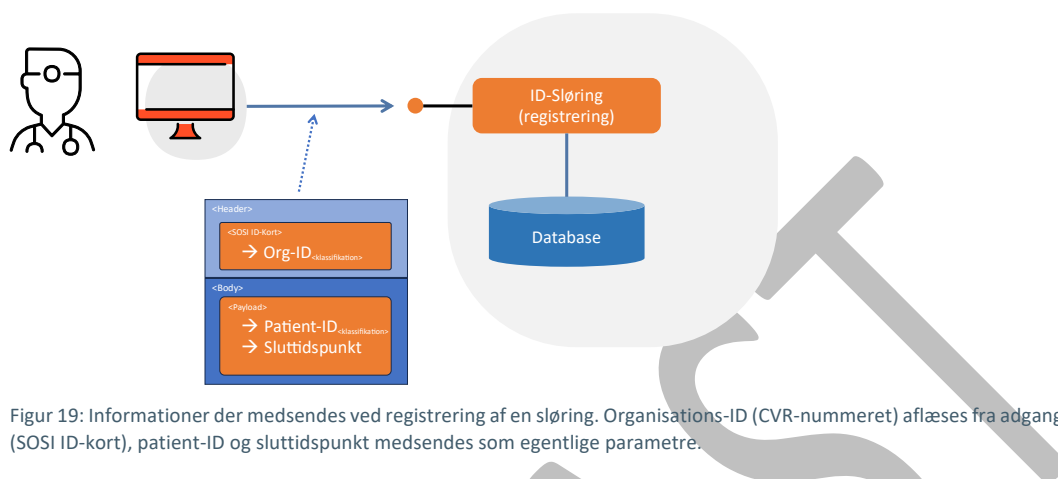 ID-Sløring
(registrering)
Database
<Header>
<SOSI ID-Kort>
→ Org-ID<klassifikation>
<Body>
<Payload>
→ Patient-ID<klassifikation>
→ Sluttidspunkt
Figur 19: Informationer der medsendes ved registrering af en sløring. Organisations-ID (CVR-nummeret) aflæses fra adgang
(SOSI ID-kort), patient-ID og sluttidspunkt medsendes som egentlige parametre.